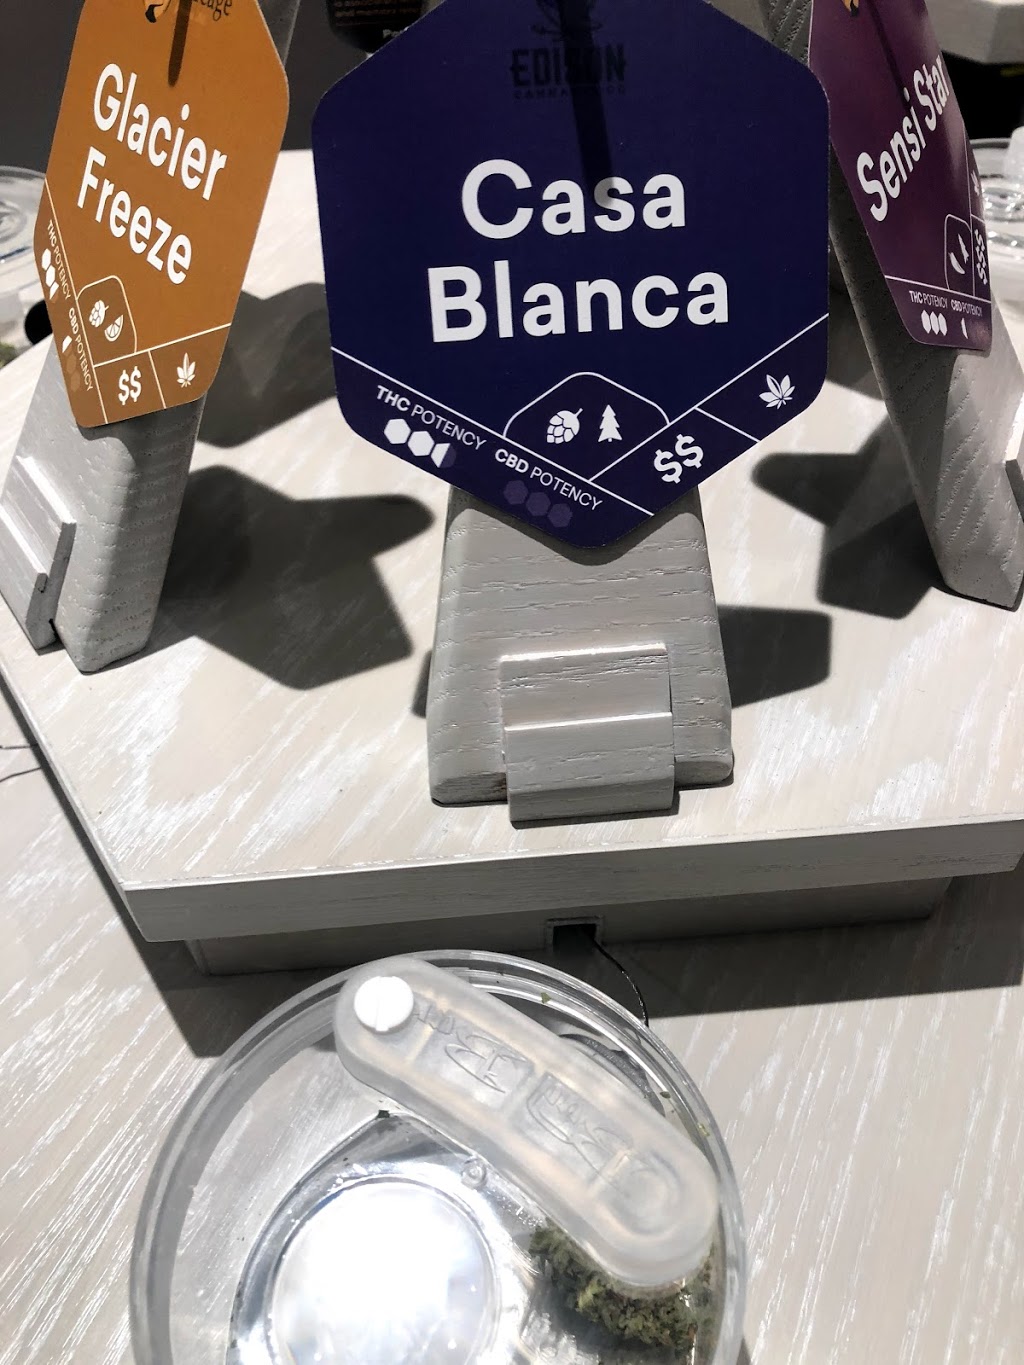 Glacier
Freeze
THC POTENCY
CBD POTENCY
$$
EDISON
Casa
Blanca
THC POTENCY
CBD POTENCY
$$
Sensi Star
THC POTENCY CBD POTENCY
$$$